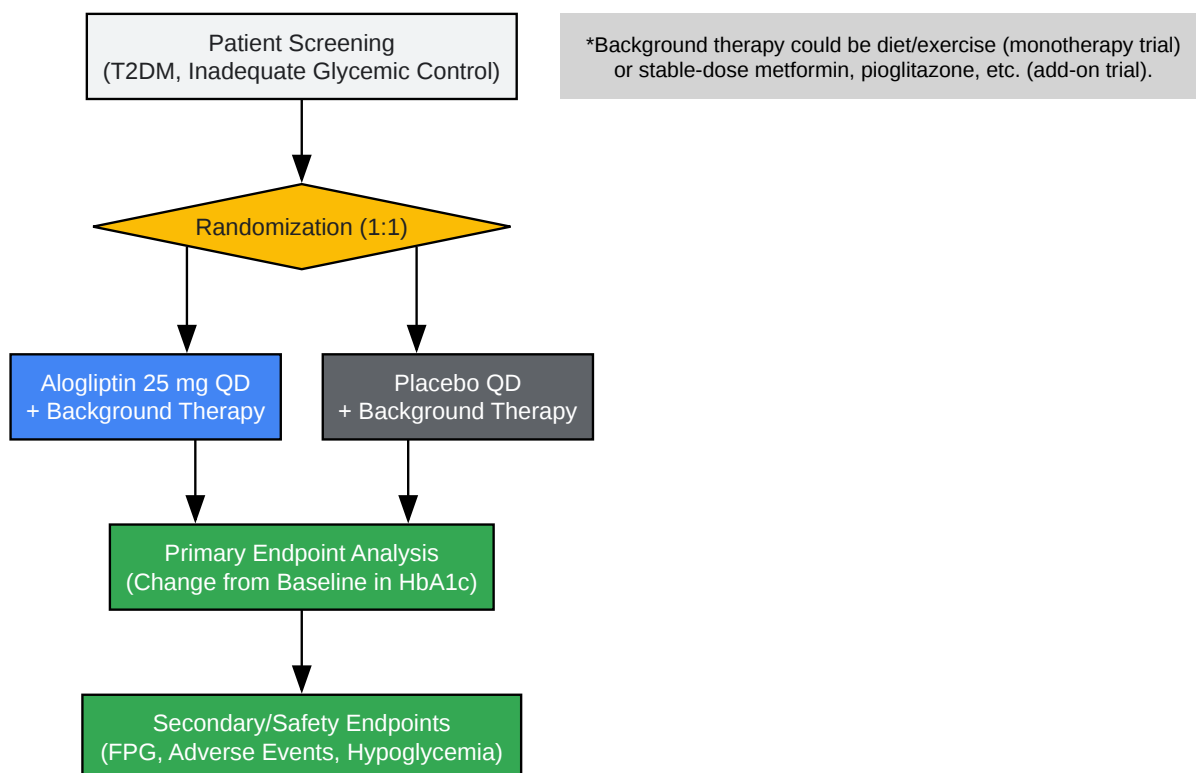 Patient Screening
(T2DM, Inadequate Glycemic Control)
*Background therapy could be diet/exercise (monotherapy trial)
or stable-dose metformin, pioglitazone, etc. (add-on trial).
Randomization (1:1)
Alogliptin 25 mg QD
+ Background Therapy
Placebo QD
+ Background Therapy
Primary Endpoint Analysis
(Change from Baseline in HbA1c)
Secondary/Safety Endpoints
(FPG, Adverse Events, Hypoglycemia)